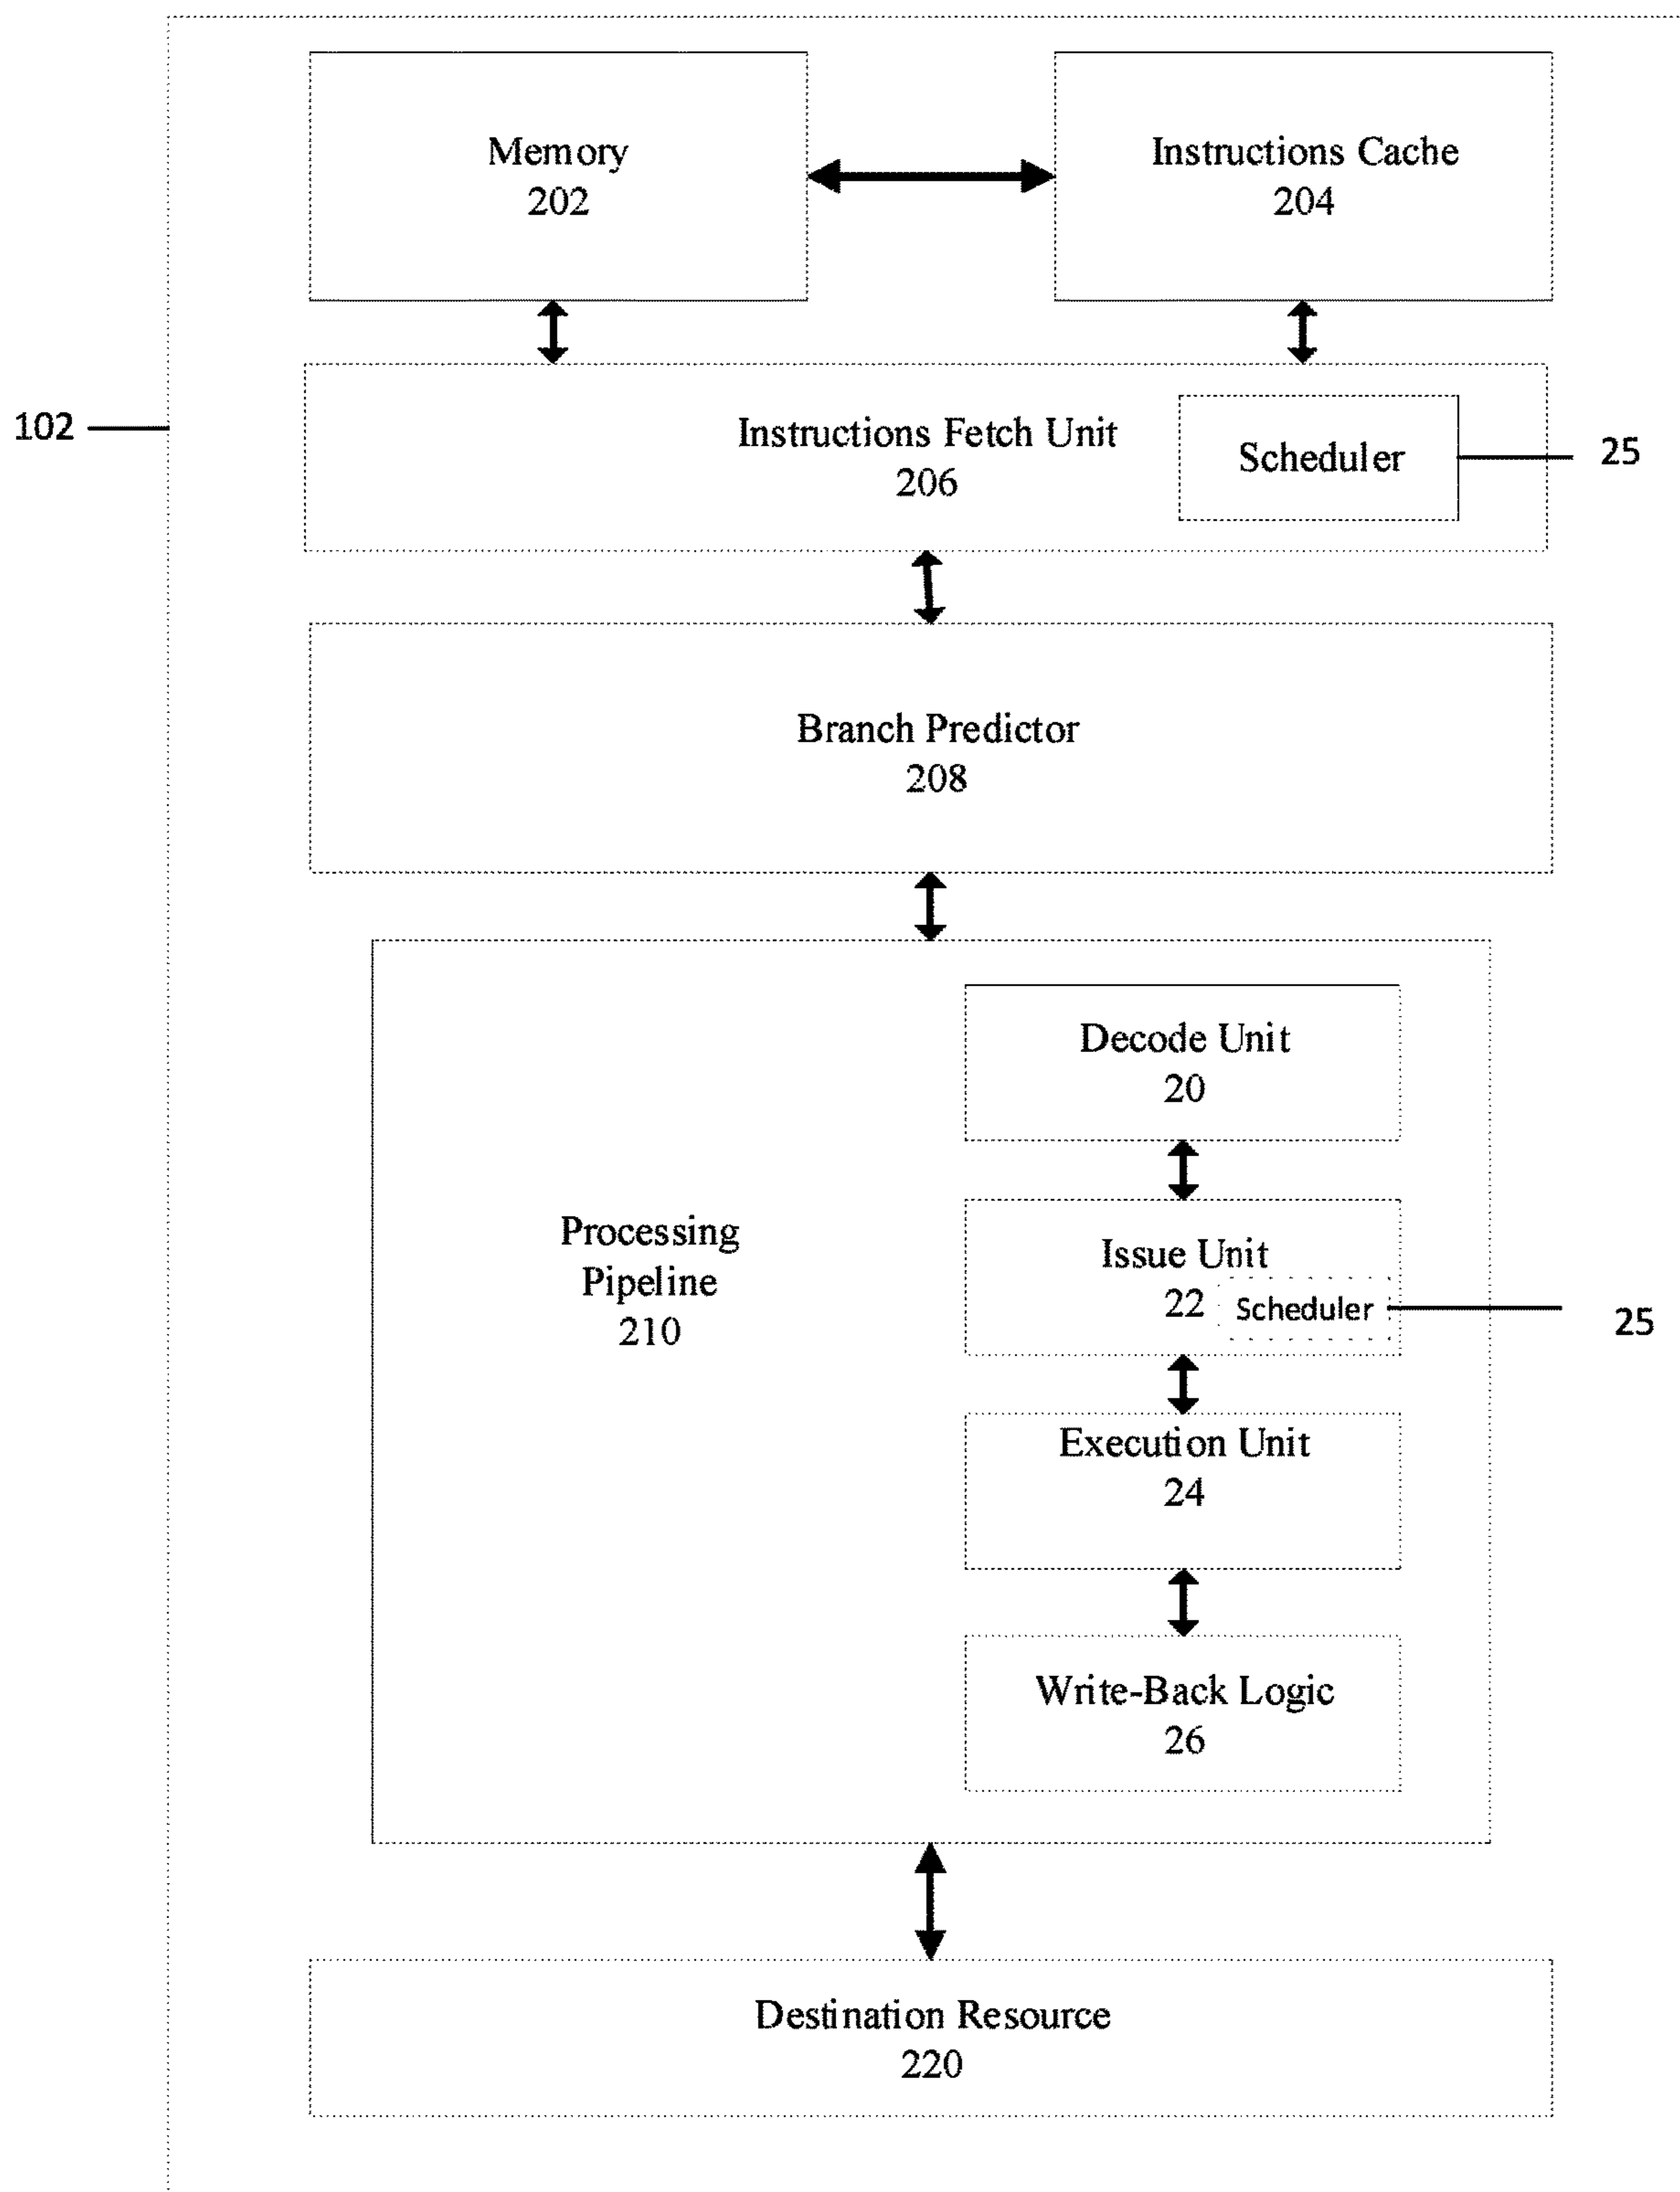 Memory
202
Instructions Cache
204
102
Instructions Fetch Unit
206
Scheduler
25
Branch Predictor
208
Decode Unit
20
Processing
Pipeline
210
Issue Unit
22
Scheduler
25
Execution Unit
24
Write-Back Logic
26
Destination Resource
220